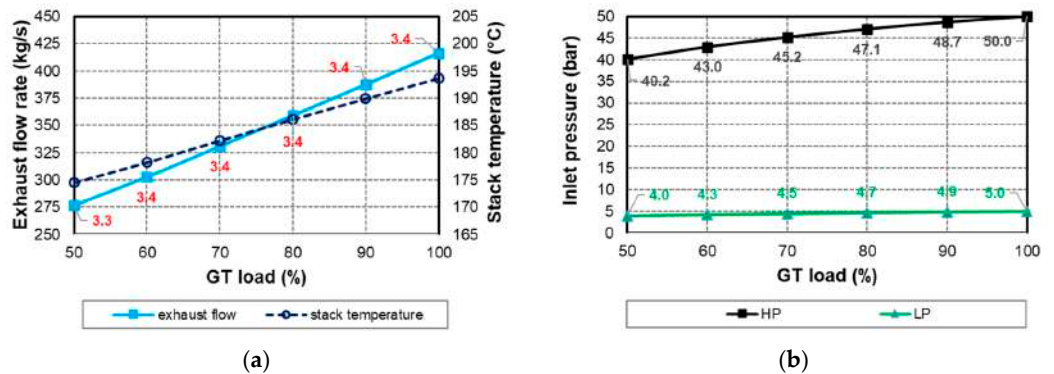 Exhaust flow rate (kg/s)
450
425
400
375
350
325
300
275
250
3.3
3.4
3.4
3.4
3.4
3.4
205
200
195
190
185
180
175
170
165
Stack temperature (°C)
50 60 70 80 90 100
GT load (%)
exhaust flow stack temperature
(a)
Inlet pressure (bar)
50
45
40
35
30
25
20
15
10
5
0
40.2 43.0 45.2 47.1 48.7 50.0
4.0 4.3 4.5 4.7 4.9 5.0
50 60 70 80 90 100
GT load (%)
HP LP
(b)